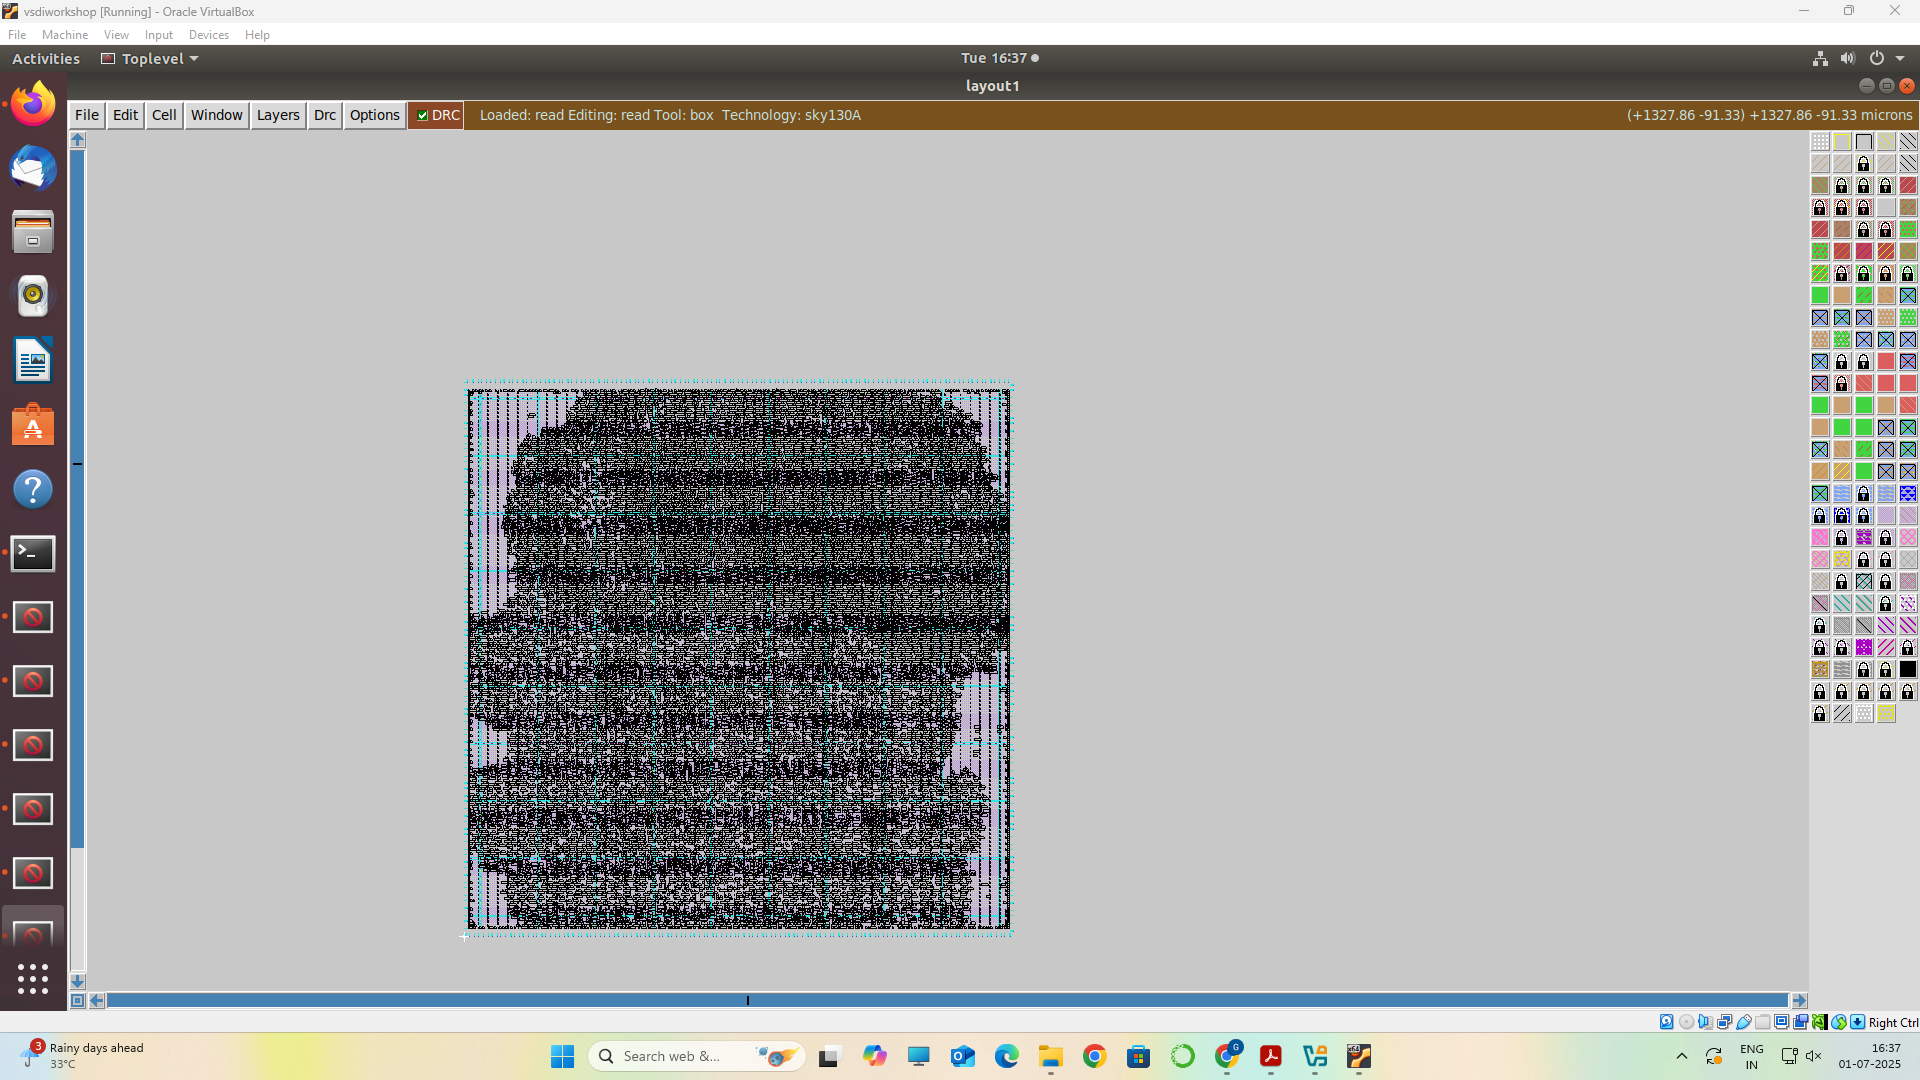 vsdiworkshop [Running] - Oracle VirtualBox
File Machine View Input Devices Help
Activities Toplevel Tue 16:37
layout1
File Edit Cell Window Layers Drc Options DRC Loaded: read Editing: read Tool: box Technology: sky130A (+1327.86 -91.33) +1327.86 -91.33 microns
Right Ctrl
3 Rainy days ahead
33°C
Search web &...
ENG
IN
16:37
01-07-2025